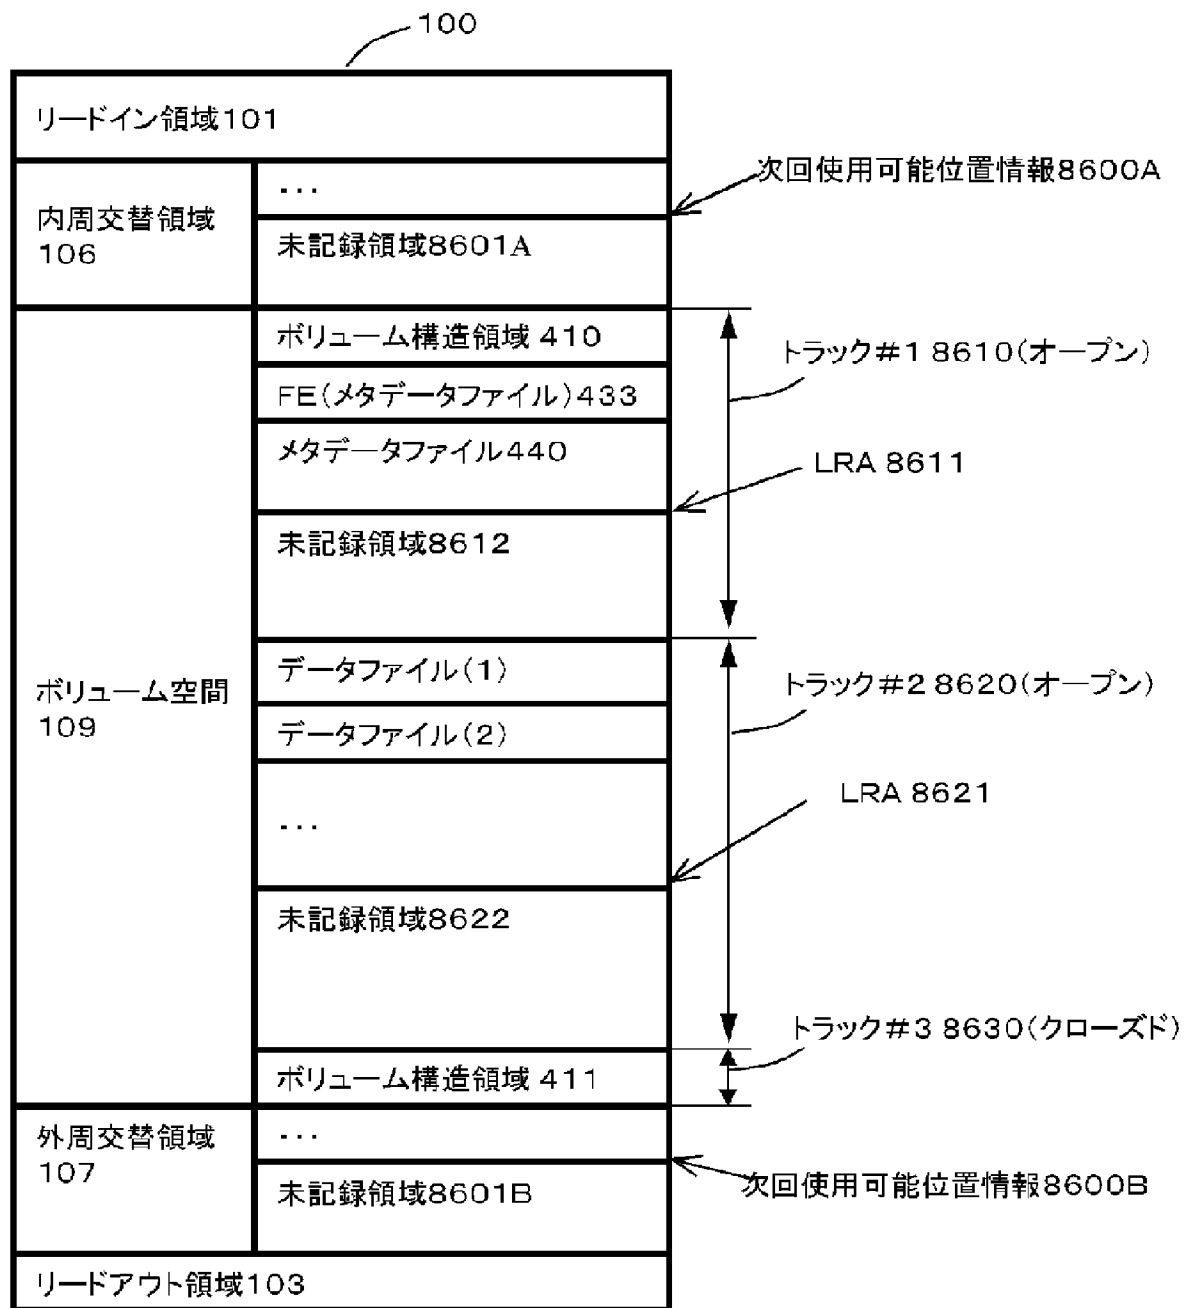 100
リードイン領域101
内周交替領域
106
・・・
次回使用可能位置情報8600A
未記録領域8601A
ボリューム空間
109
ボリューム構造領域 410
トラック#1 8610(オープン)
FE(メタデータファイル)433
メタデータファイル440
LRA 8611
未記録領域8612
データファイル(1)
トラック#2 8620(オープン)
データファイル(2)
LRA 8621
・・・
未記録領域8622
トラック#3 8630(クローズド)
ボリューム構造領域 411
外周交替領域
107
・・・
未記録領域8601B
次回使用可能位置情報8600B
リードアウト領域103